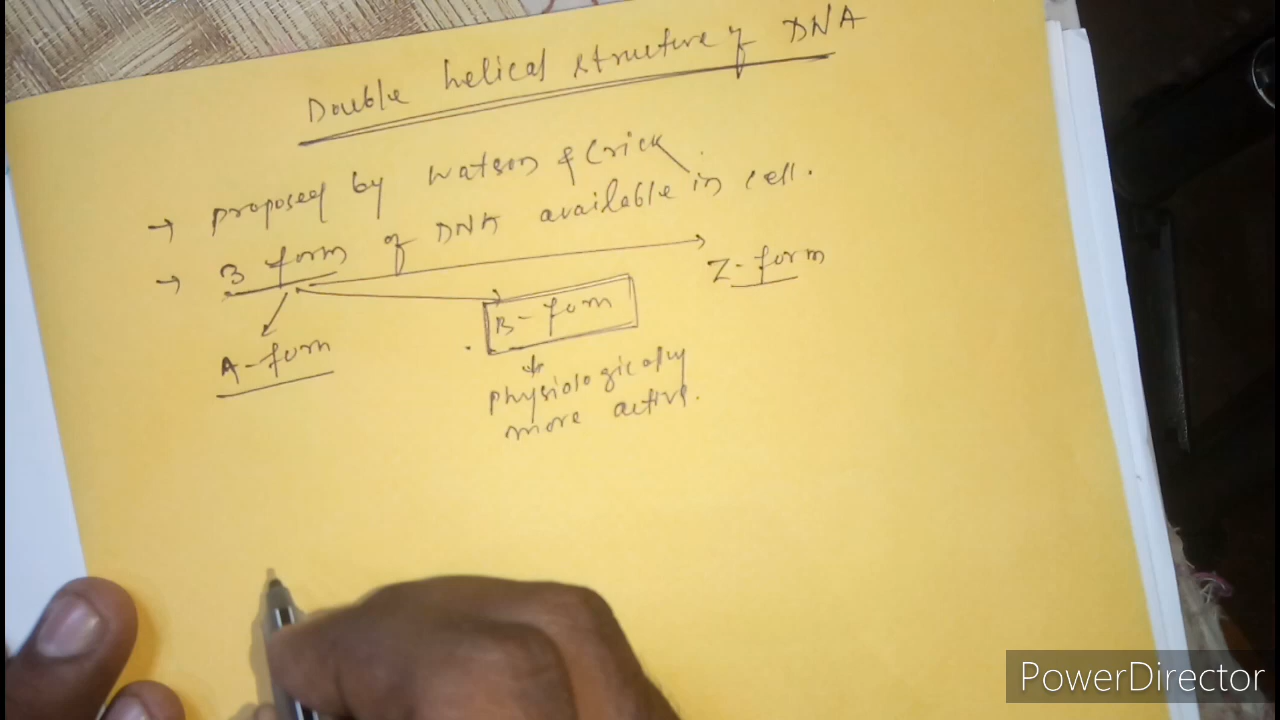 Double helical structure of DNA
→ proposed by Watson & Crick
→ 3 form of DNA available in cell.
Z-form
B-form
A-form
physiologically
more active.
PowerDirector